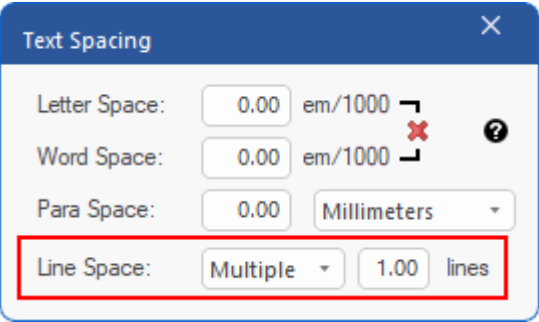 Text Spacing
Letter Space: 0.00 em/1000
Word Space: 0.00 em/1000
Para Space: 0.00 Millimeters
Line Space: Multiple 1.00 lines